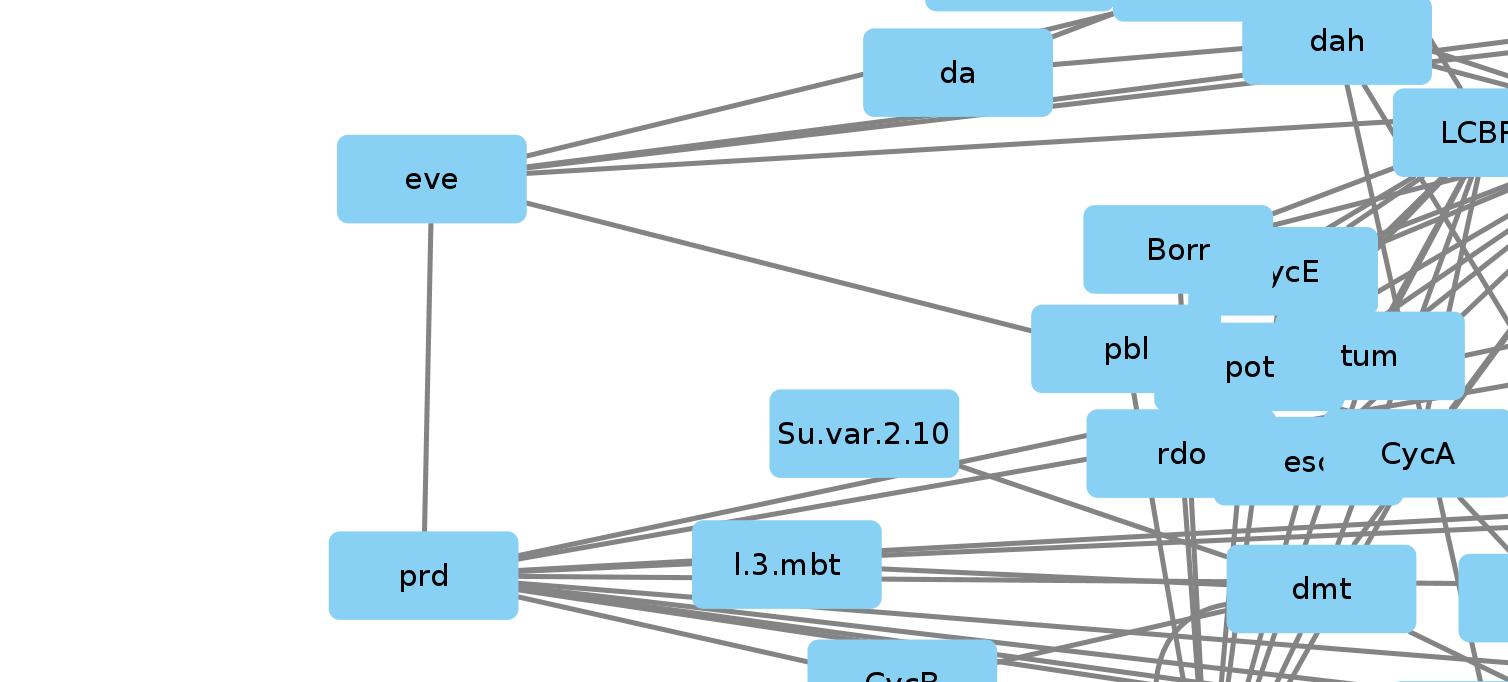 dah
da
LCBF
eve
Borr
ycE
pbl
pot
tum
Su.var.2.10
rdo
esc
CycA
l.3.mbt
prd
dmt
CycB